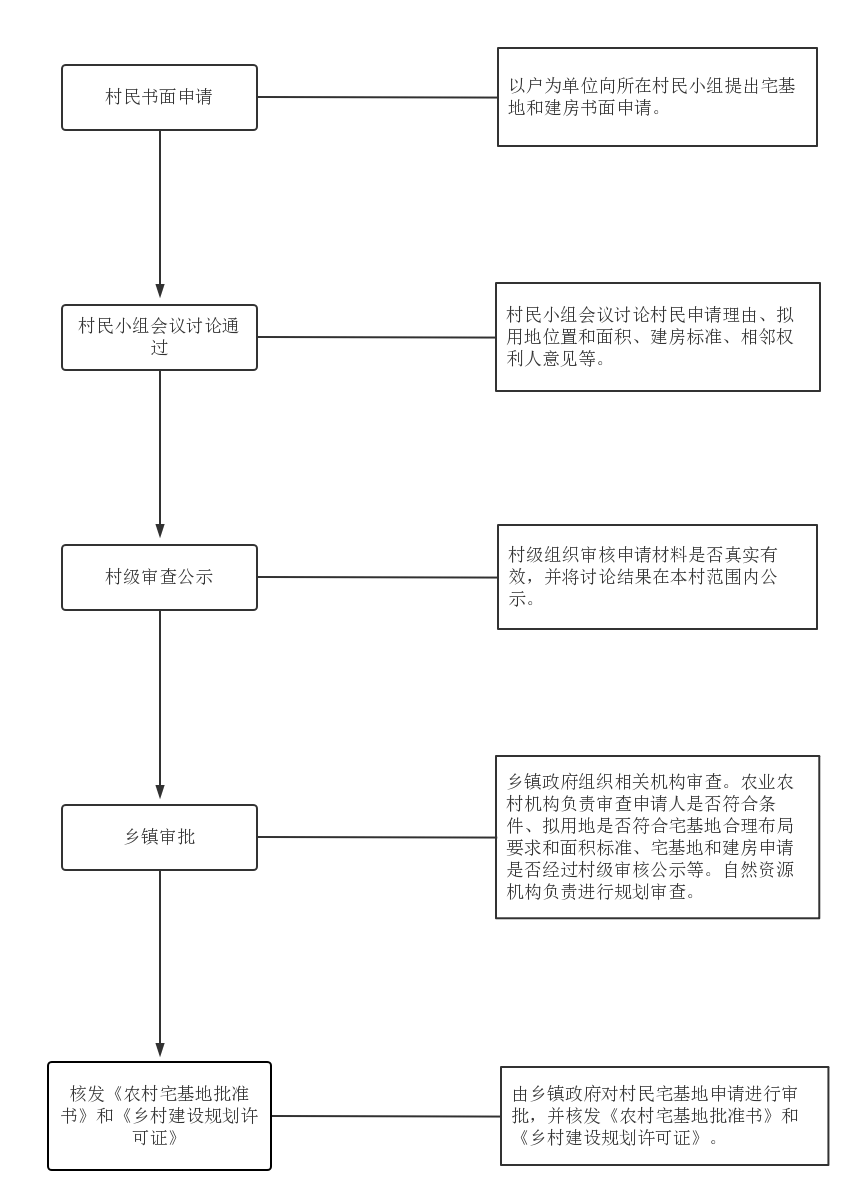 村民书面申请
以户为单位向所在村民小组提出宅基
地和建房书面申请。
村民小组会议讨论通
过
村民小组会议讨论村民申请理由、拟
用地位置和面积、建房标准、相邻权
利人意见等。
村级审查公示
村级组织审核申请材料是否真实有
效，并将讨论结果在本村范围内公
示。
乡镇审批
乡镇政府组织相关机构审查。农业农
村机构负责审查申请人是否符合条
件、拟用地是否符合宅基地合理布局
要求和面积标准、宅基地和建房申请
是否经过村级审核公示等。自然资源
机构负责进行规划审查。
核发《农村宅基地批准
书》和《乡村建设规划许
可证》
由乡镇政府对村民宅基地申请进行审
批，并核发《农村宅基地批准书》和
《乡村建设规划许可证》。